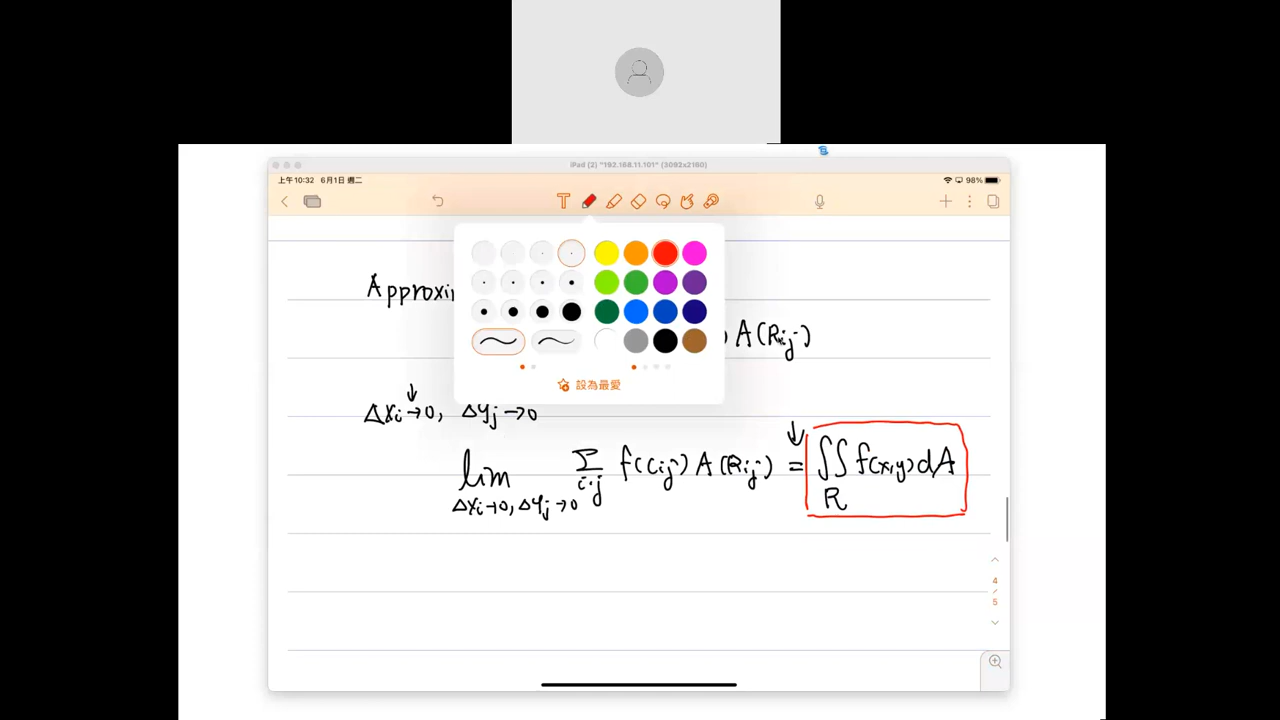 iPad (2) "192.168.11.101" (3092x2160)
上午10:32 6月1日 週二
98%
T
Approxi
) A(Rij)
設為最愛
↓
Δxi→0, Δyj→0
↓
lim Σ f(cij) A(Rij) = ∬ f(x,y)dA
Δxi→0, Δyj→0 i,j R
4
/
5